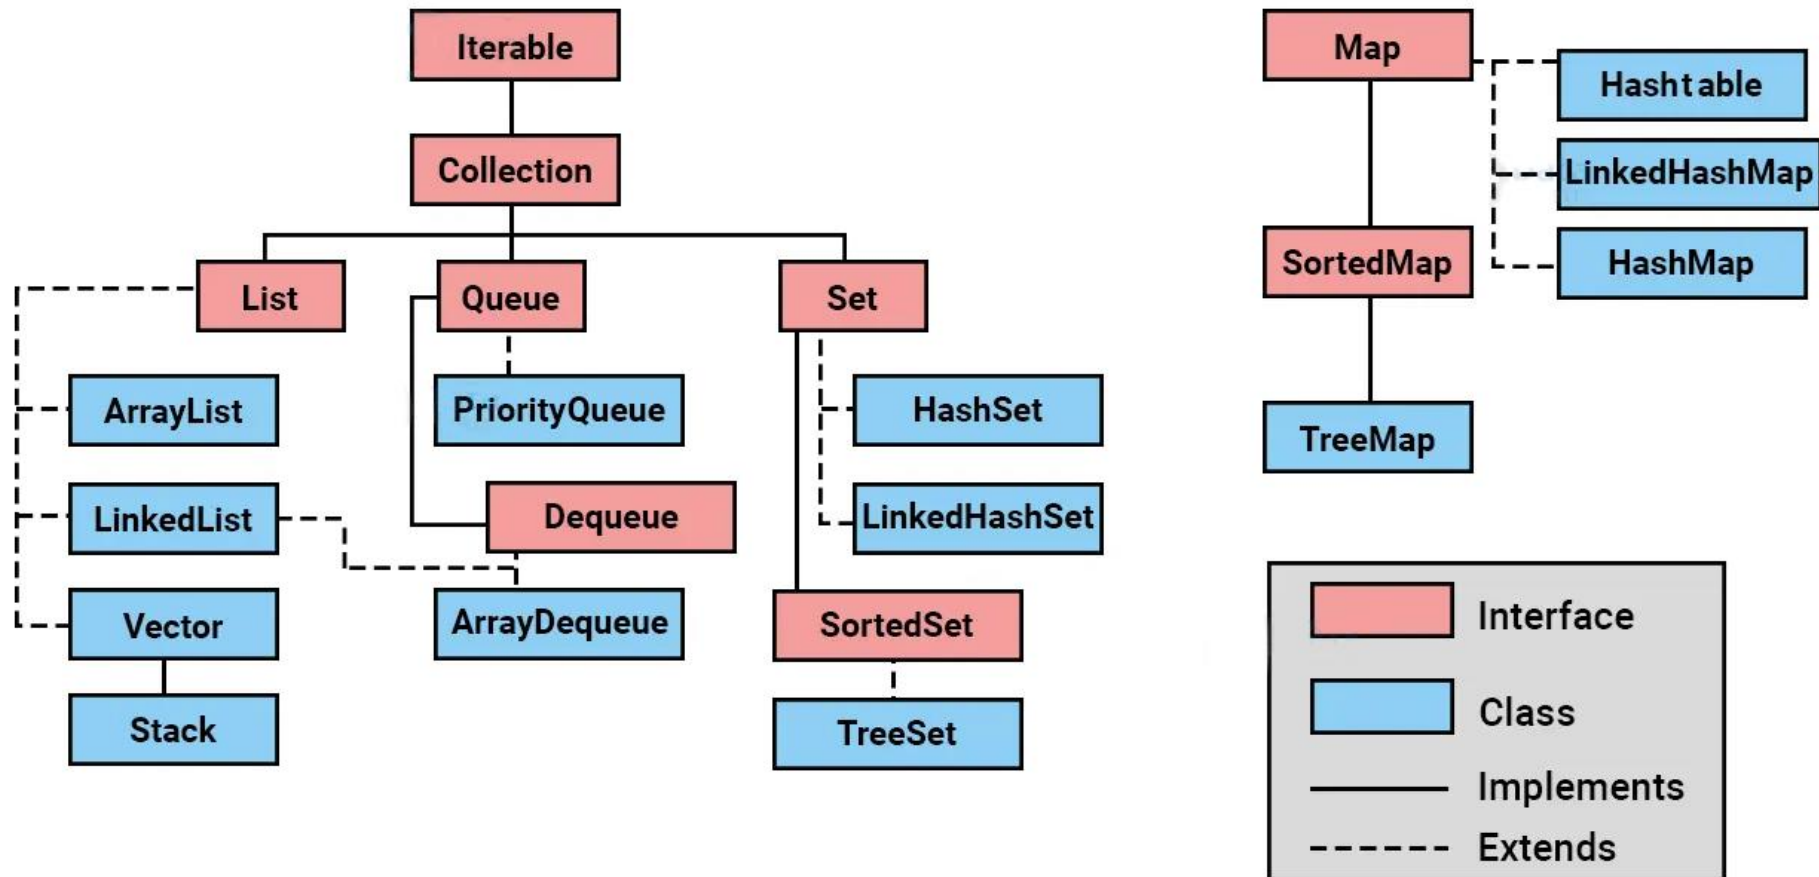 Iterable
Collection
List
Queue
Set
ArrayList
PriorityQueue
HashSet
LinkedList
Dequeue
LinkedHashSet
Vector
ArrayDequeue
SortedSet
Stack
TreeSet
Map
Hashtable
LinkedHashMap
SortedMap
HashMap
TreeMap
Interface
Class
Implements
Extends